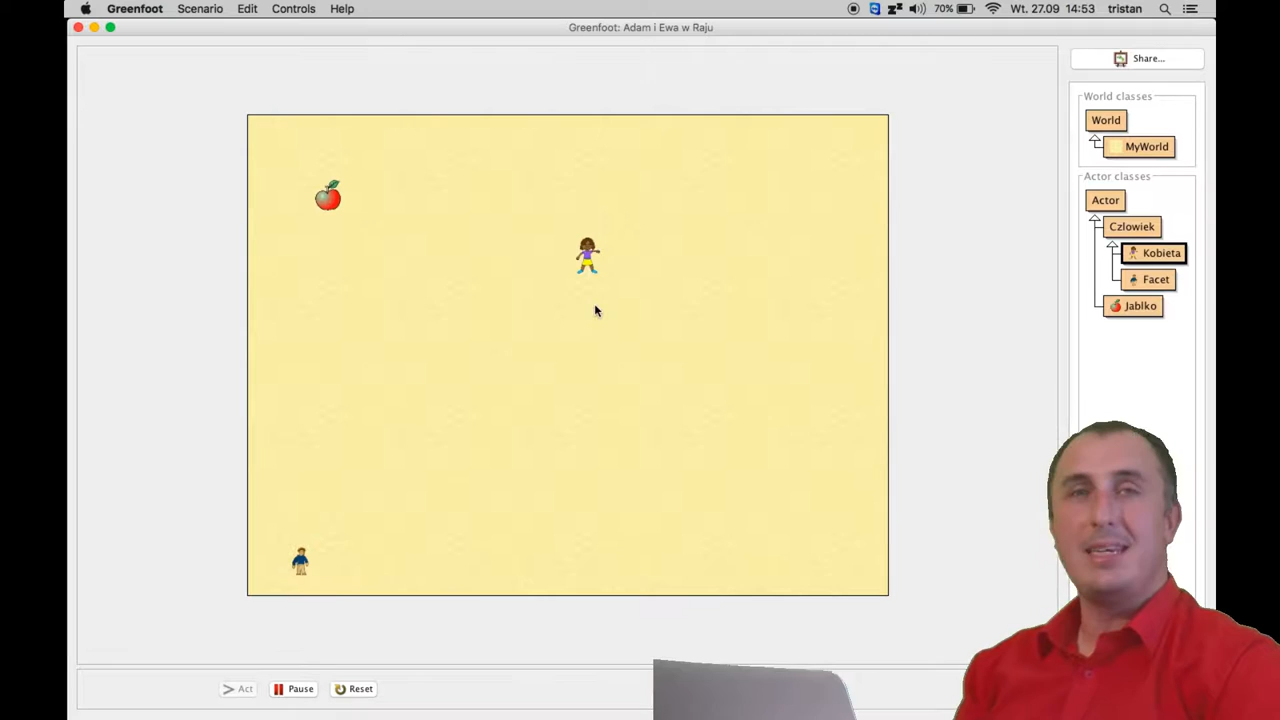 Greenfoot Scenario Edit Controls Help 70% Wt. 27.09 14:53 tristan
Greenfoot: Adam i Ewa w Raju
Share...
World classes
World
MyWorld
Actor classes
Actor
Czlowiek
Kobieta
Facet
Jablko
Act Pause Reset